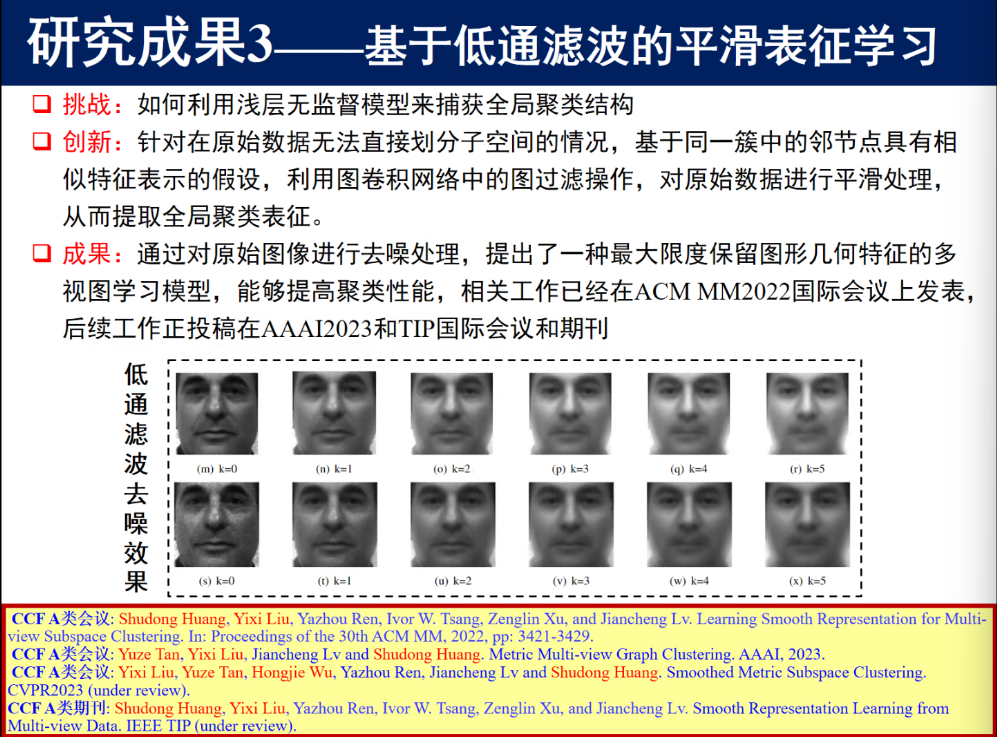 研究成果3——基于低通滤波的平滑表征学习
❑ 挑战：如何利用浅层无监督模型来捕获全局聚类结构
❑ 创新：针对在原始数据无法直接划分子空间的情况，基于同一簇中的邻节点具有相
似特征表示的假设，利用图卷积网络中的图过滤操作，对原始数据进行平滑处理，
从而提取全局聚类表征。
❑ 成果：通过对原始图像进行去噪处理，提出了一种最大限度保留图形几何特征的多
视图学习模型，能够提高聚类性能，相关工作已经在ACM MM2022国际会议上发表，
后续工作正投稿在AAAI2023和TIP国际会议和期刊
低通滤波去噪效果
(m) k=0 (n) k=1 (o) k=2 (p) k=3 (q) k=4 (r) k=5
(s) k=0 (t) k=1 (u) k=2 (v) k=3 (w) k=4 (x) k=5
CCF A类会议: Shudong Huang, Yixi Liu, Yazhou Ren, Ivor W. Tsang, Zenglin Xu, and Jiancheng Lv. Learning Smooth Representation for Multi-
view Subspace Clustering. In: Proceedings of the 30th ACM MM, 2022, pp: 3421-3429.
CCF A类会议: Yuze Tan, Yixi Liu, Jiancheng Lv and Shudong Huang. Metric Multi-view Graph Clustering. AAAI, 2023.
CCF A类会议: Yixi Liu, Yuze Tan, Hongjie Wu, Yazhou Ren, Jiancheng Lv and Shudong Huang. Smoothed Metric Subspace Clustering.
CVPR2023 (under review).
CCF A类期刊: Shudong Huang, Yixi Liu, Yazhou Ren, Ivor W. Tsang, Zenglin Xu, and Jiancheng Lv. Smooth Representation Learning from
Multi-view Data. IEEE TIP (under review).